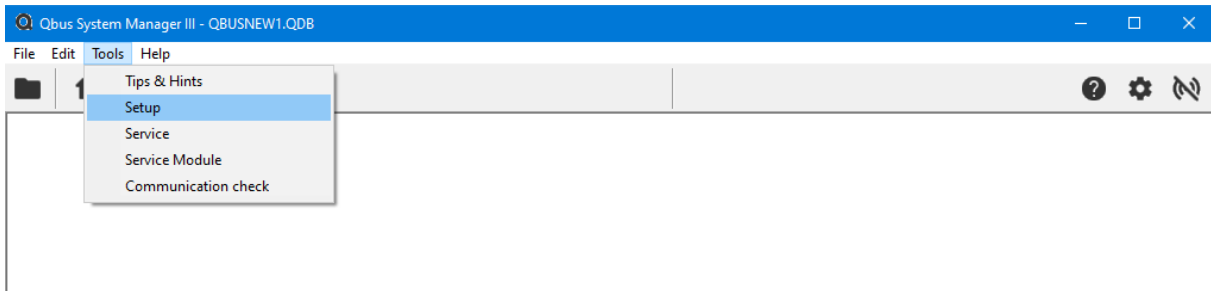 Qbus System Manager III - QBUSNEW1.QDB
File Edit Tools Help
Tips & Hints
Setup
Service
Service Module
Communication check